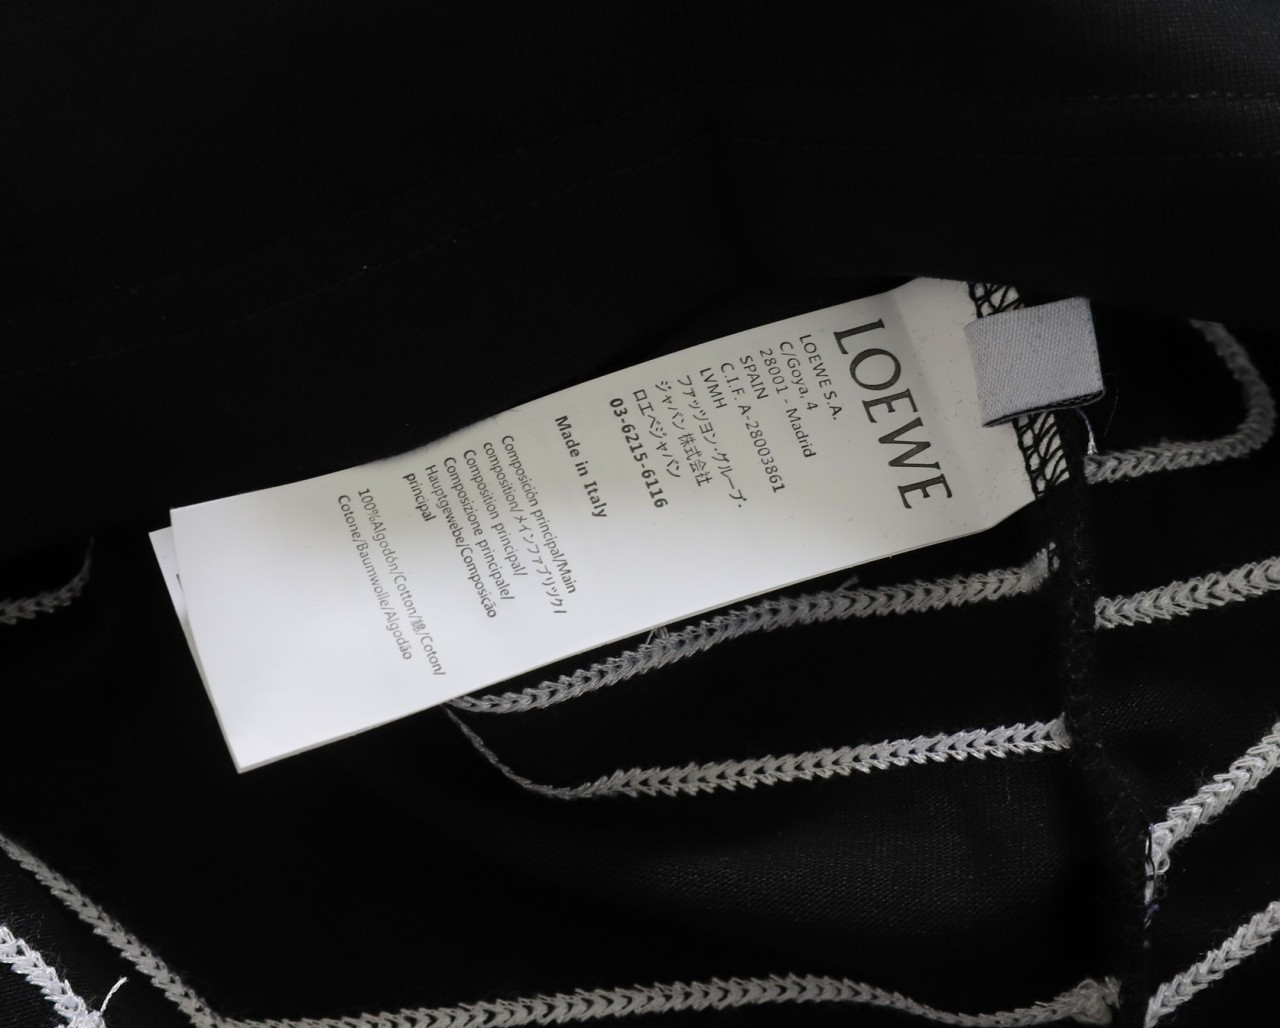 LOEWE
LOEWE S.A.
C/Goya, 4
28001 - Madrid
SPAIN
C.I.F. A-28003861
LVMH
ファッツヨン·グループ.
ジャパン 株式会社
ロエベジャパン
03-6215-6116
Made in Italy
Composición principal/Main
composition/メインファブリック/
Composition principal/
Composizione principale/
Hauptgewebe/Composição
principal
100%Algodón/Cotton/綿/Coton/
Cotone/Baumwolle/Algodão